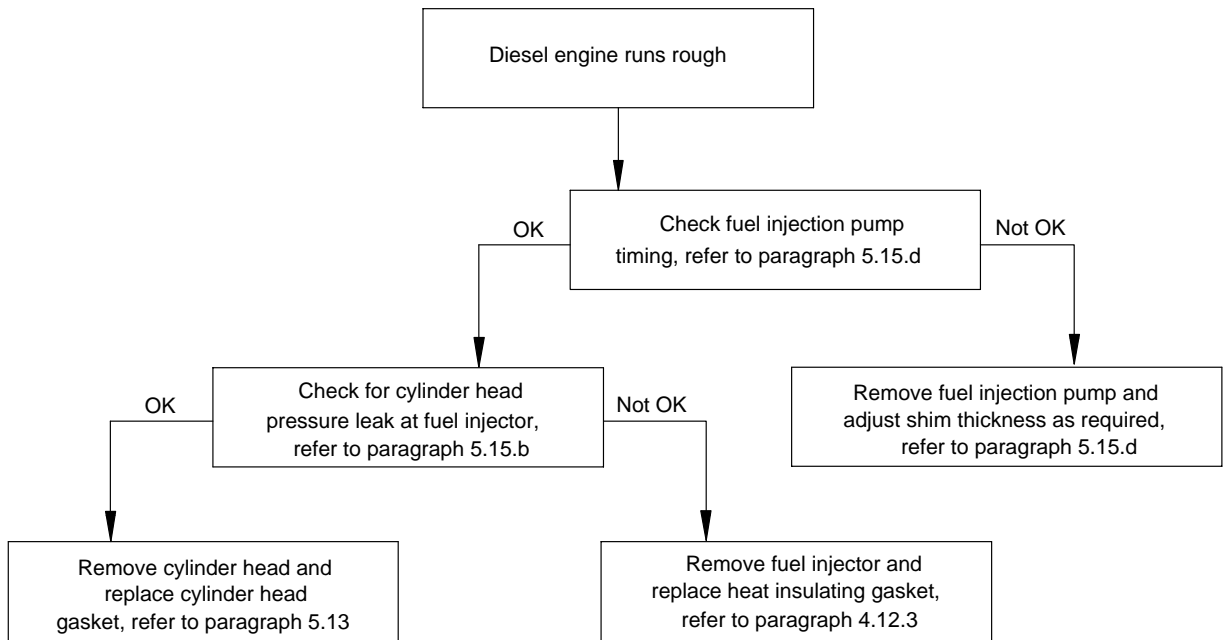 Diesel engine runs rough
Check fuel injection pump
timing, refer to paragraph 5.15.d
OK
Not OK
Check for cylinder head
pressure leak at fuel injector,
refer to paragraph 5.15.b
Remove fuel injection pump and
adjust shim thickness as required,
refer to paragraph 5.15.d
OK
Not OK
Remove cylinder head and
replace cylinder head
gasket, refer to paragraph 5.13
Remove fuel injector and
replace heat insulating gasket,
refer to paragraph 4.12.3